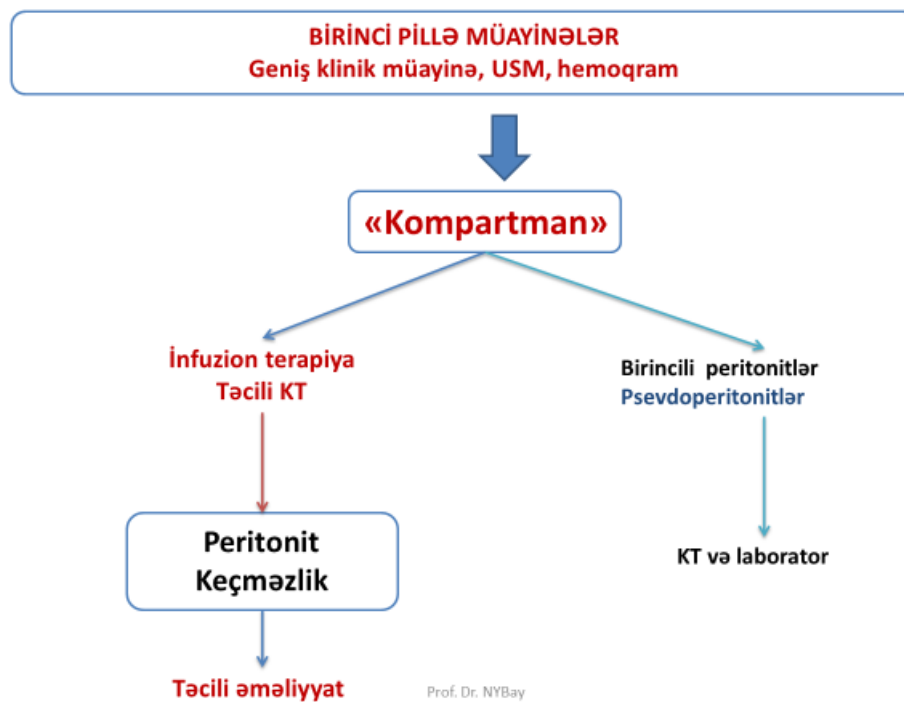 BİRİNCİ PİLLƏ MÜAYİNƏLƏR
Geniş klinik müayinə, USM, hemoqram
«Kompartman»
İnfuzion terapiya
Təcili KT
Birincili peritonitlər
Psevdoperitonitlər
Peritonit
Keçməzlik
KT və laborator
Təcili əməliyyat
Prof. Dr. NYBay